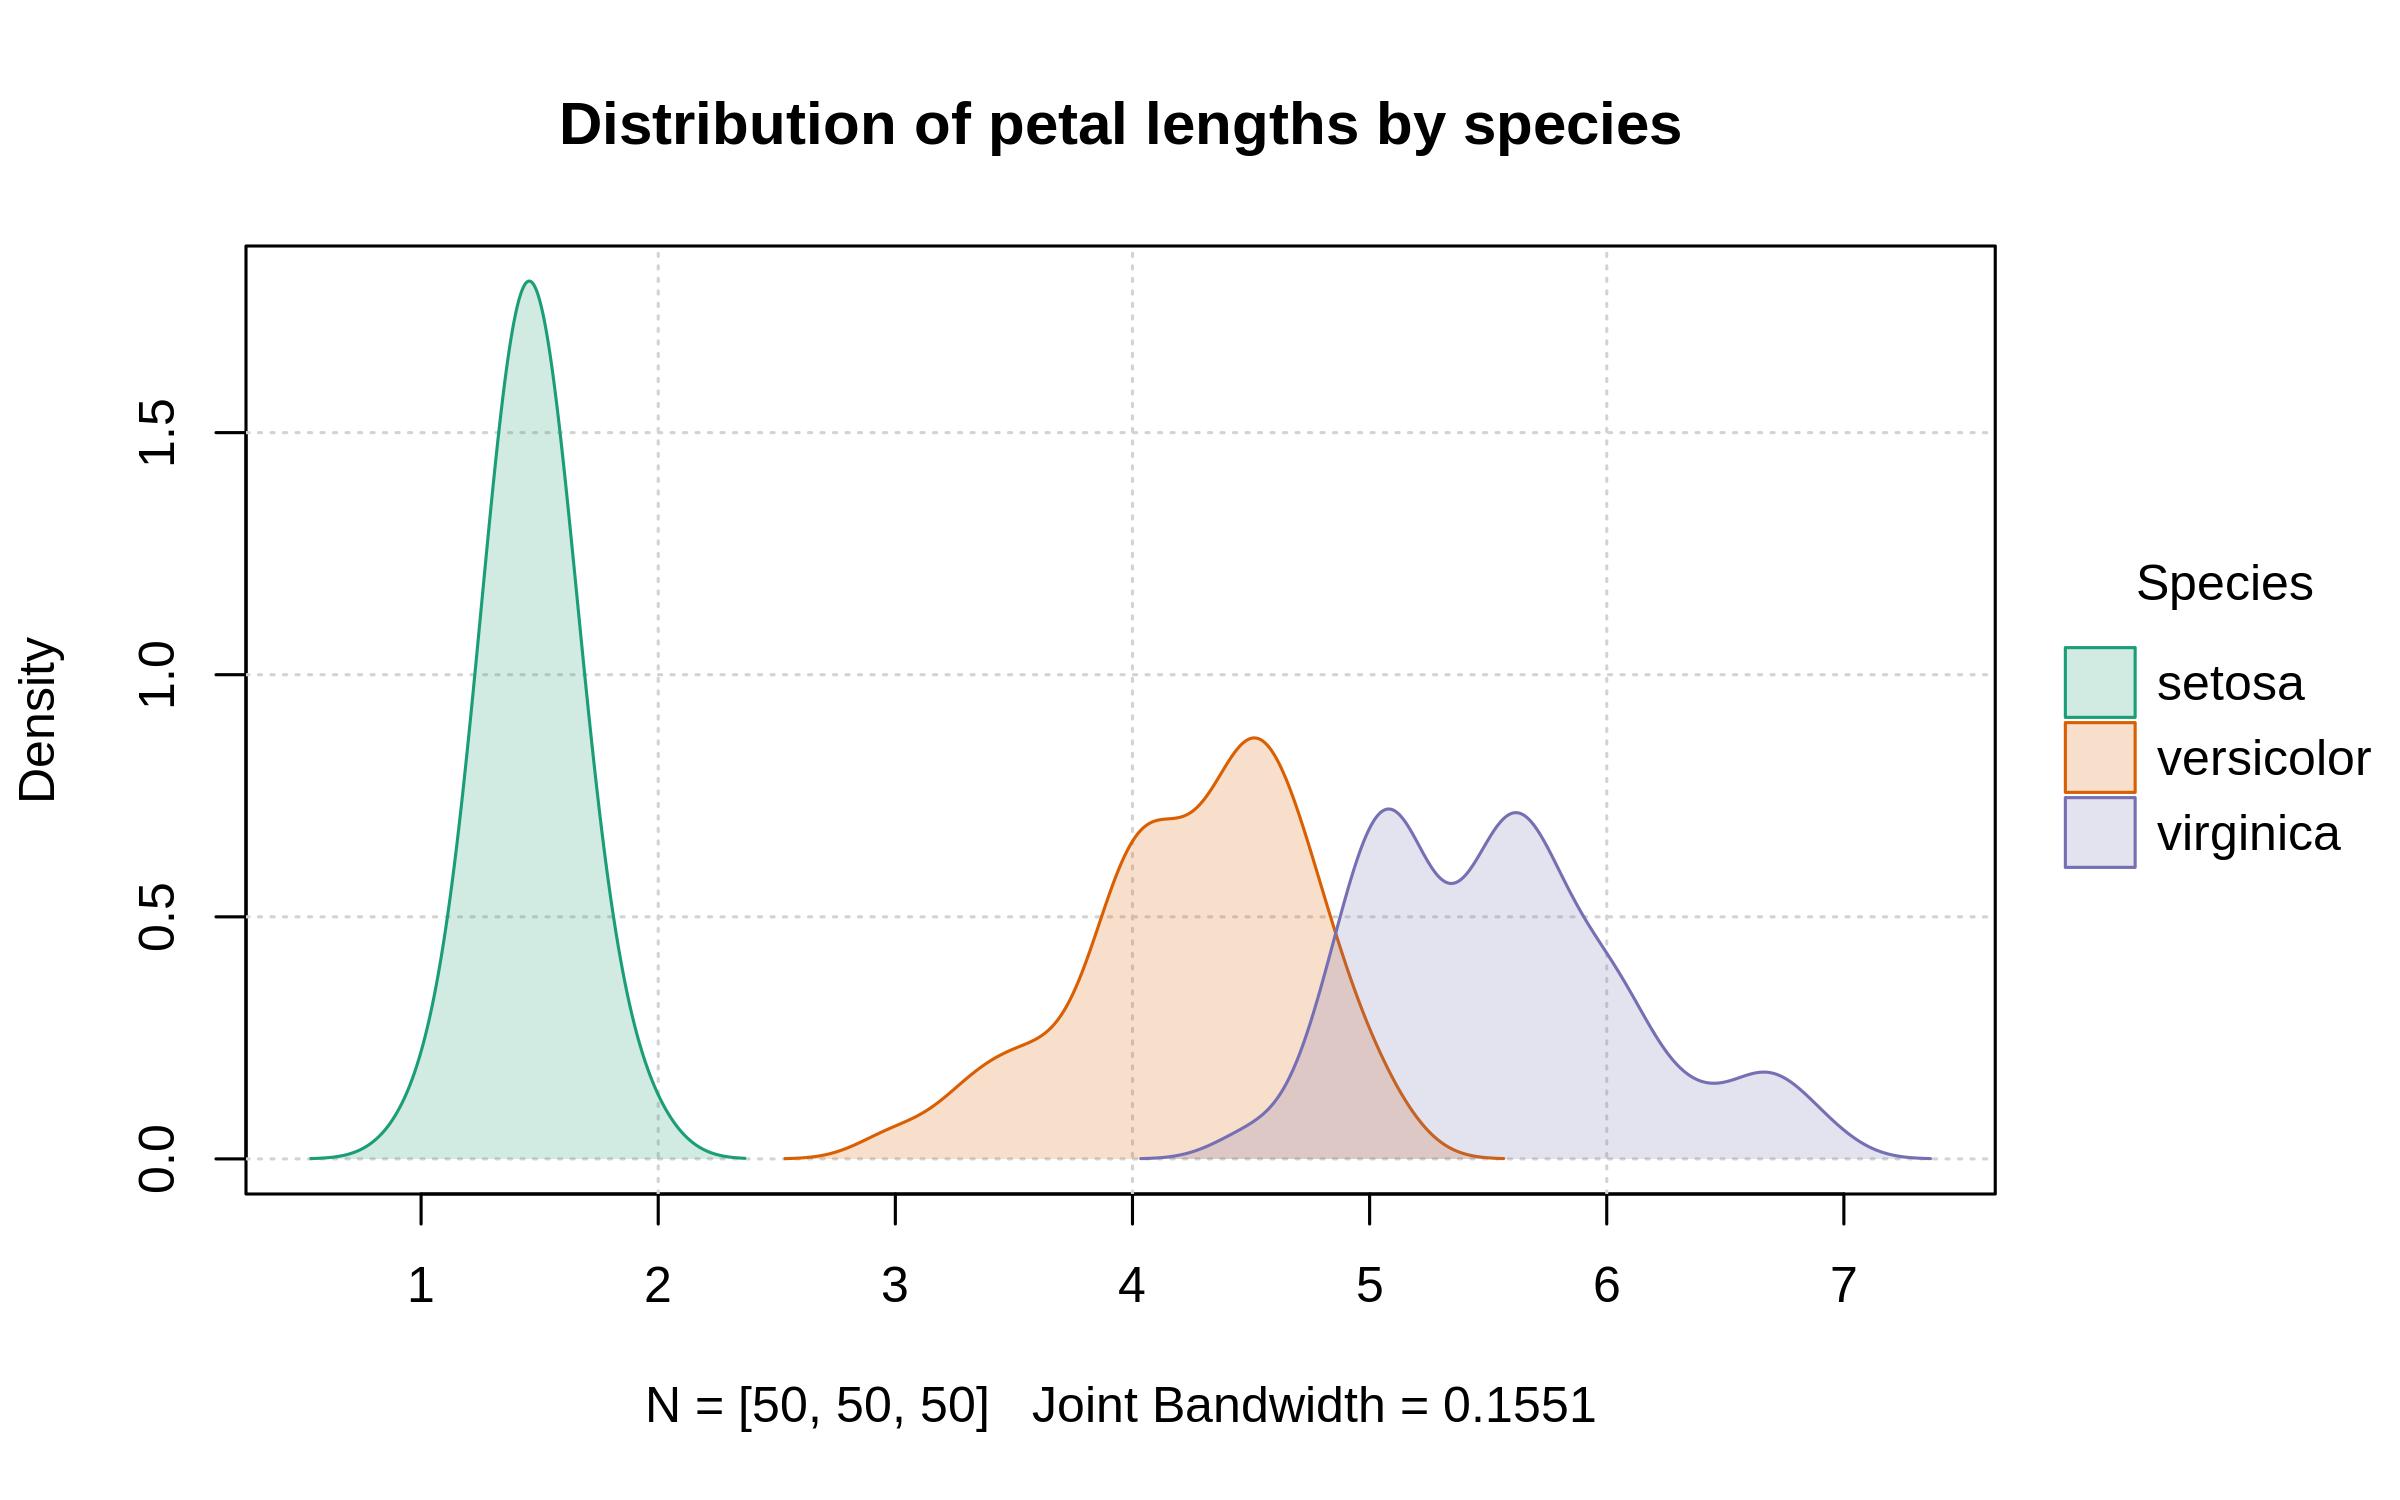 Distribution of petal lengths by species
Density
1.5
1.0
0.5
0.0
1 2 3 4 5 6 7
N = [50, 50, 50]   Joint Bandwidth = 0.1551
Species
setosa
versicolor
virginica